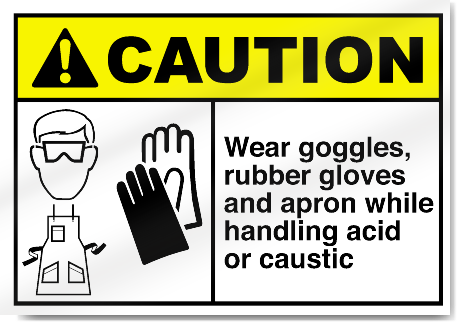 CAUTION
Wear goggles,
rubber gloves
and apron while
handling acid
or caustic